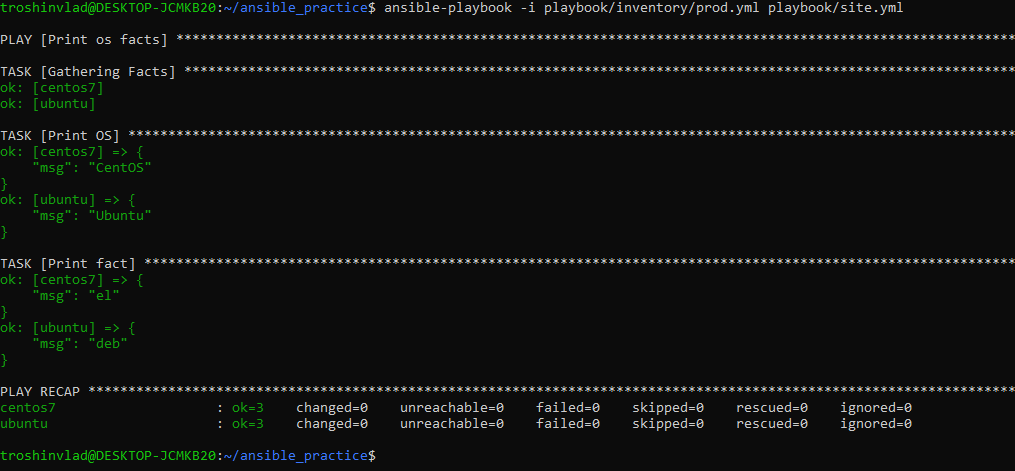 troshinvlad@DESKTOP-JCMKB20:~/ansible_practice$ ansible-playbook -i playbook/inventory/prod.yml playbook/site.yml
PLAY [Print os facts] *********************************************************************************************************
TASK [Gathering Facts] ********************************************************************************************************
ok: [centos7]
ok: [ubuntu]
TASK [Print OS] ***************************************************************************************************************
ok: [centos7] => {
    "msg": "CentOS"
}
ok: [ubuntu] => {
    "msg": "Ubuntu"
}
TASK [Print fact] *************************************************************************************************************
ok: [centos7] => {
    "msg": "el"
}
ok: [ubuntu] => {
    "msg": "deb"
}
PLAY RECAP ********************************************************************************************************************
centos7                    : ok=3    changed=0    unreachable=0    failed=0    skipped=0    rescued=0    ignored=0
ubuntu                     : ok=3    changed=0    unreachable=0    failed=0    skipped=0    rescued=0    ignored=0
troshinvlad@DESKTOP-JCMKB20:~/ansible_practice$